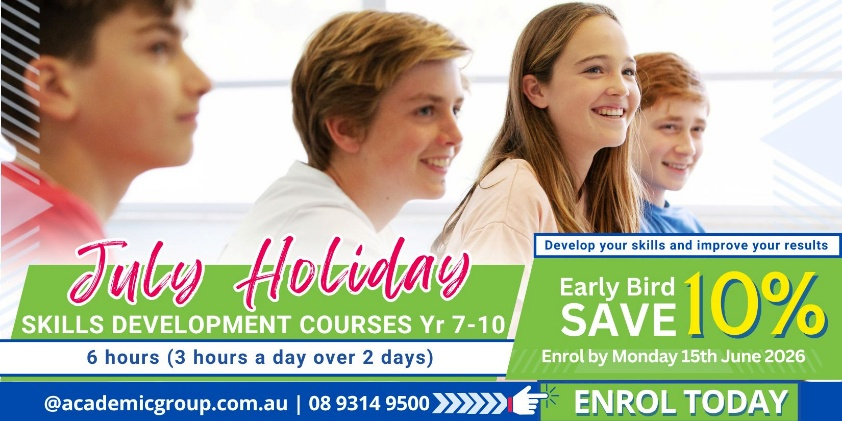 July Holiday
SKILLS DEVELOPMENT COURSES Yr 7-10
6 hours (3 hours a day over 2 days)
Develop your skills and improve your results
Early Bird
SAVE 10%
Enrol by Monday 15th June 2026
@academicgroup.com.au | 08 9314 9500
ENROL TODAY